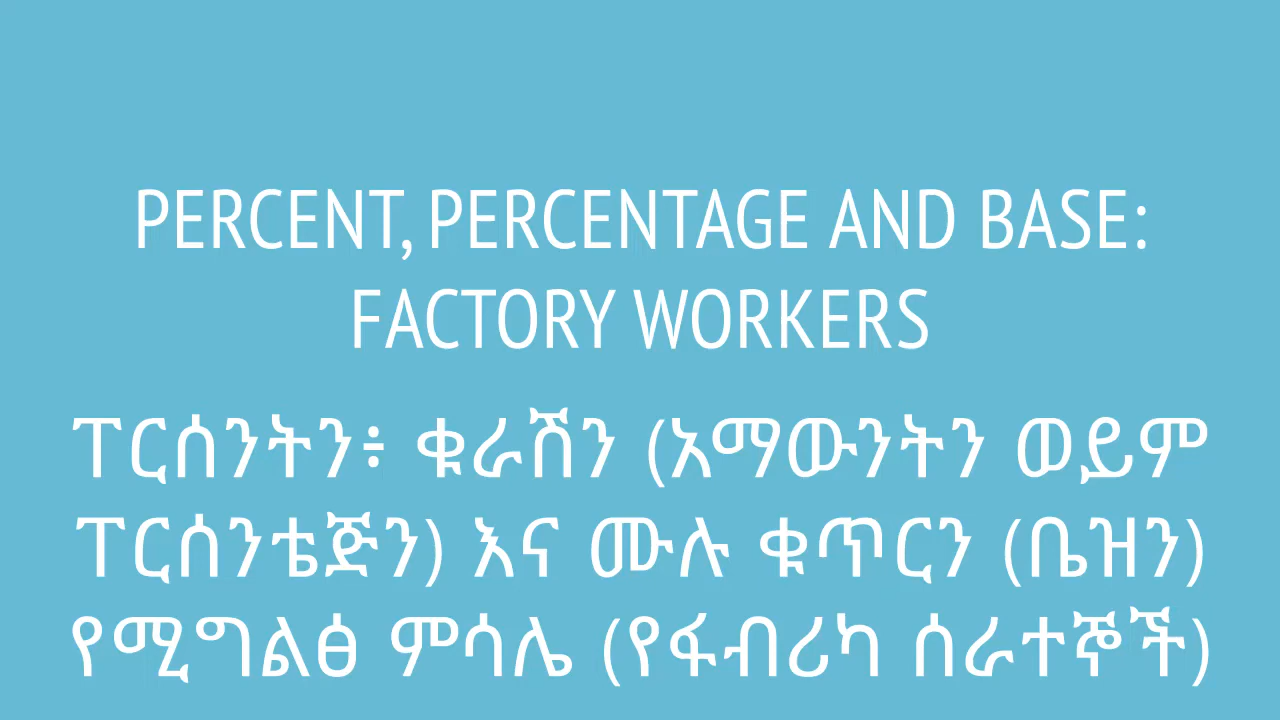 PERCENT, PERCENTAGE AND BASE:
FACTORY WORKERS
ፐርሰንትን፥ ቁራሽን (አማውንትን ወይም
ፐርሰንቴጅን) እና ሙሉ ቁጥርን (ቤዝን)
የሚግልፅ ምሳሌ (የፋብሪካ ሰራተኞች)